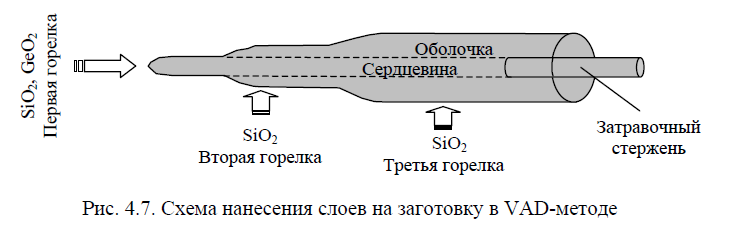 SiO2, GeO2
Первая горелка
Оболочка
Сердцевина
SiO2
Вторая горелка
SiO2
Третья горелка
Затравочный
стержень
Рис. 4.7. Схема нанесения слоев на заготовку в VAD-методе